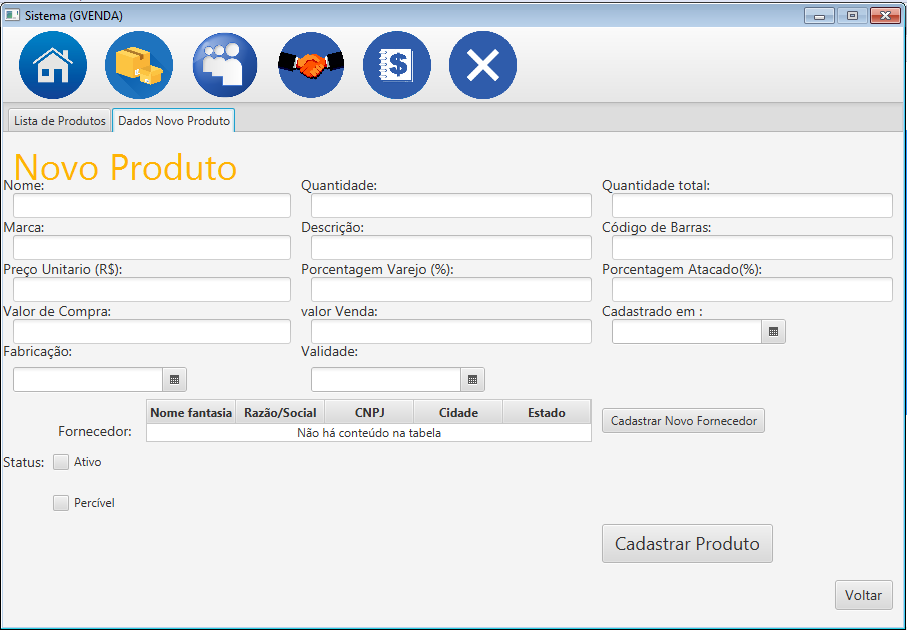 Sistema (GVENDA)
$
Lista de Produtos Dados Novo Produto
Novo Produto
Nome: Quantidade: Quantidade total:
Marca: Descrição: Código de Barras:
Preço Unitario (R$): Porcentagem Varejo (%): Porcentagem Atacado(%):
Valor de Compra: valor Venda: Cadastrado em :
Fabricação: Validade:
Nome fantasia Razão/Social CNPJ Cidade Estado
Cadastrar Novo Fornecedor
Fornecedor: Não há conteúdo na tabela
Status: Ativo
Percível
Cadastrar Produto
Voltar